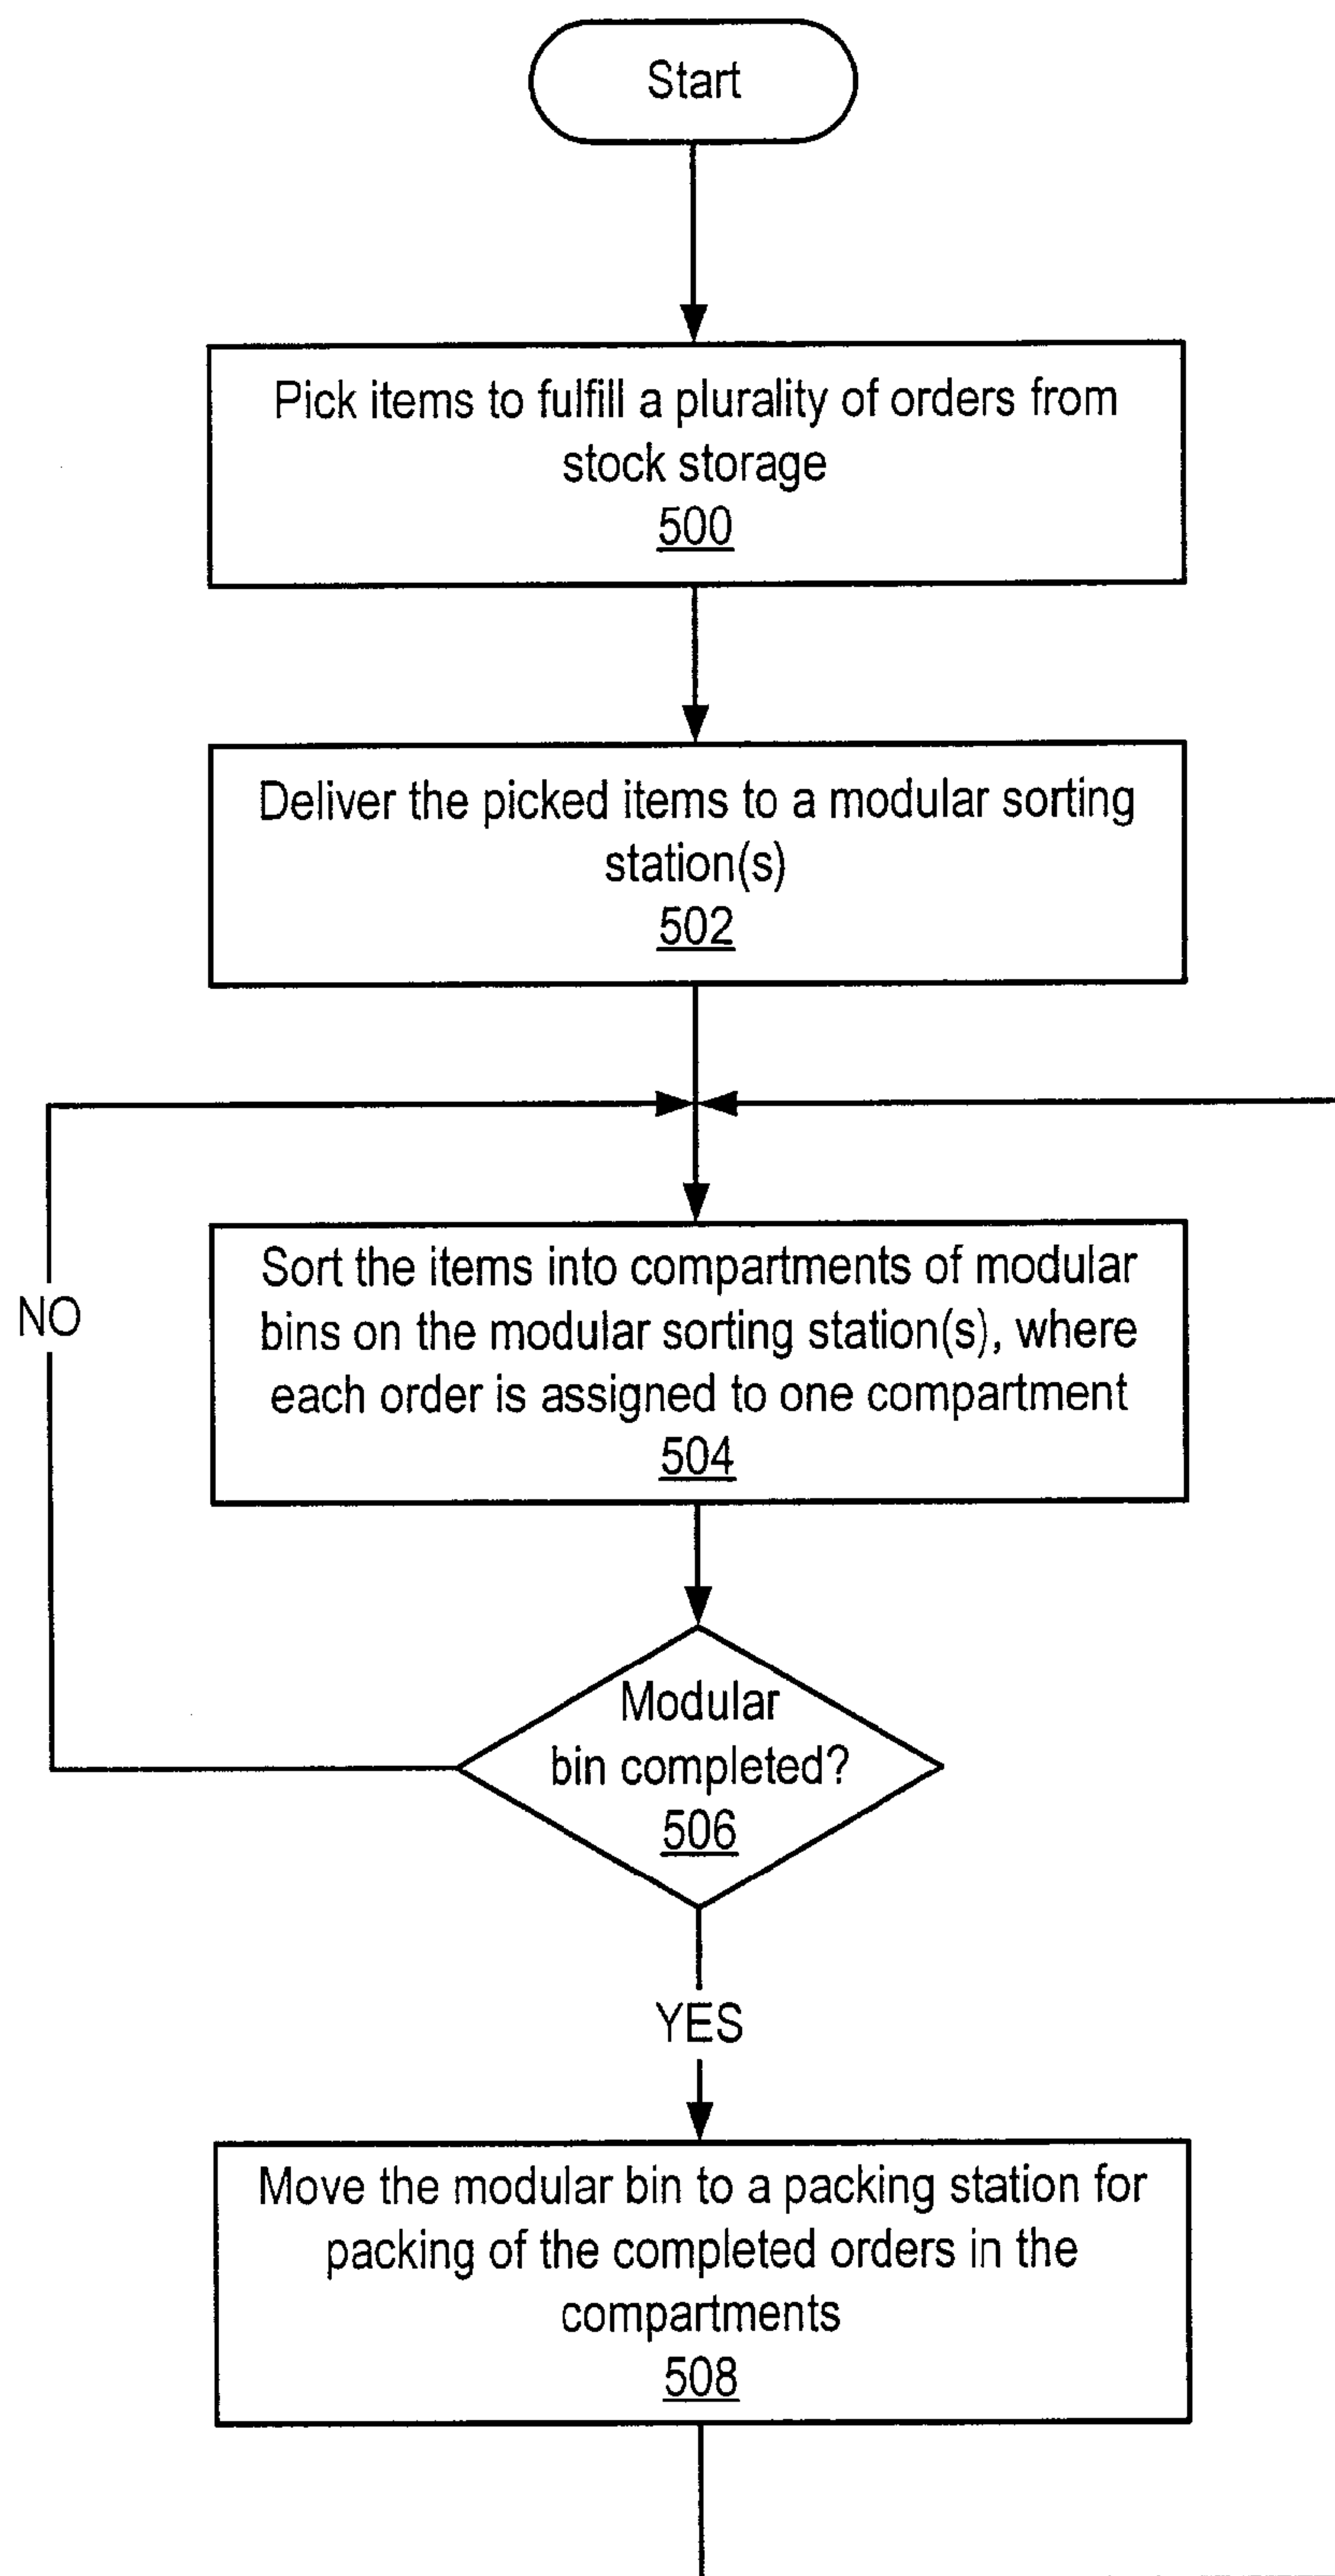 Start
Pick items to fulfill a plurality of orders from
stock storage
500
Deliver the picked items to a modular sorting
station(s)
502
Sort the items into compartments of modular
bins on the modular sorting station(s), where
each order is assigned to one compartment
504
NO
Modular
bin completed?
506
YES
Move the modular bin to a packing station for
packing of the completed orders in the
compartments
508